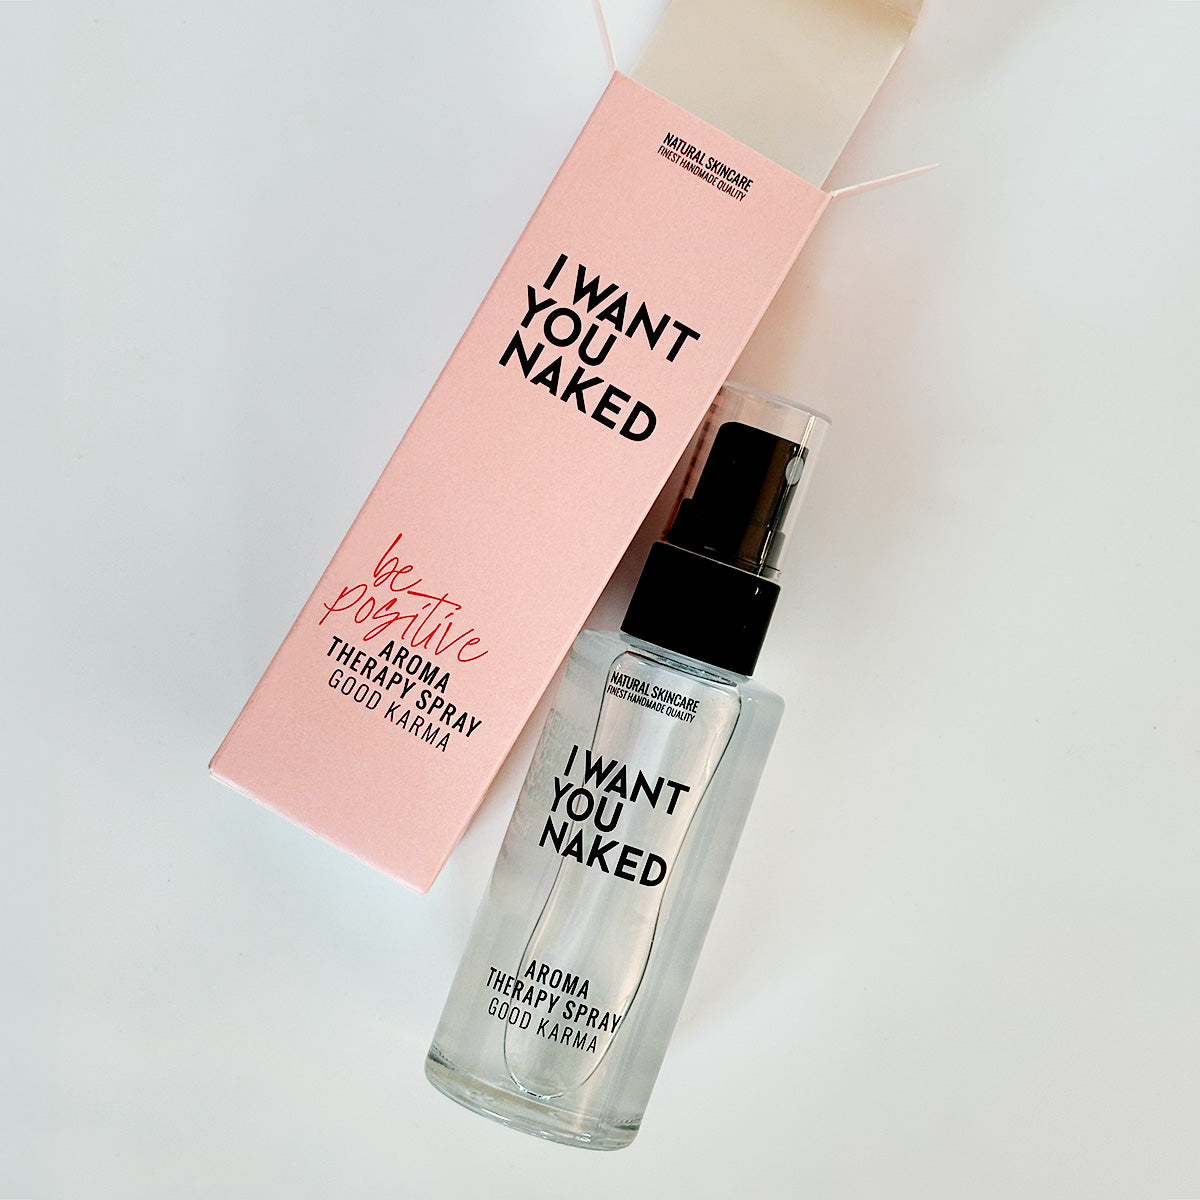 NATURAL SKINCARE
FINEST HANDMADE QUALITY
I WANT
YOU
NAKED
be
positive
AROMA
THERAPY SPRAY
GOOD KARMA
NATURAL SKINCARE
FINEST HANDMADE QUALITY
I WANT
YOU
NAKED
AROMA
THERAPY SPRAY
GOOD KARMA